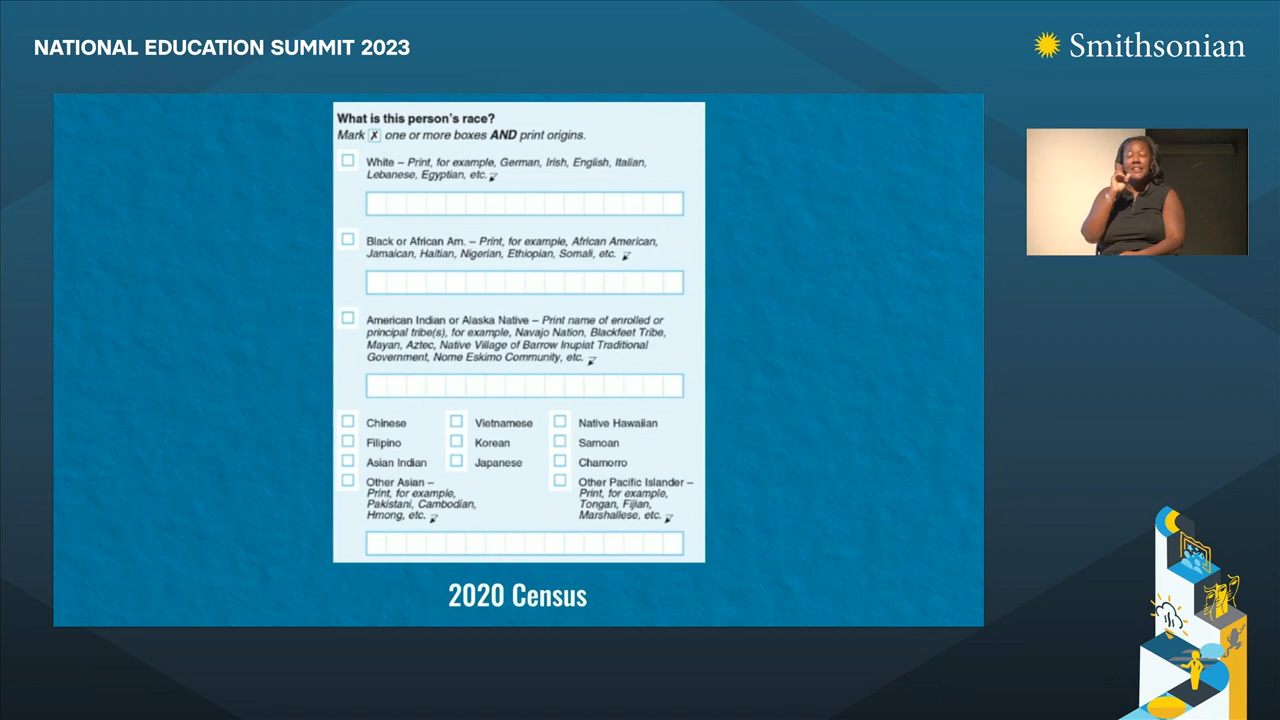 NATIONAL EDUCATION SUMMIT 2023
Smithsonian
What is this person's race?
Mark X one or more boxes AND print origins.
White – Print, for example, German, Irish, English, Italian,
Lebanese, Egyptian, etc.
Black or African Am. – Print, for example, African American,
Jamaican, Haitian, Nigerian, Ethiopian, Somali, etc.
American Indian or Alaska Native – Print name of enrolled or
principal tribe(s), for example, Navajo Nation, Blackfeet Tribe,
Mayan, Aztec, Native Village of Barrow Inupiat Traditional
Government, Nome Eskimo Community, etc.
Chinese
Vietnamese
Native Hawaiian
Filipino
Korean
Samoan
Asian Indian
Japanese
Chamorro
Other Asian –
Print, for example,
Pakistani, Cambodian,
Hmong, etc.
Other Pacific Islander –
Print, for example,
Tongan, Fijian,
Marshallese, etc.
2020 Census